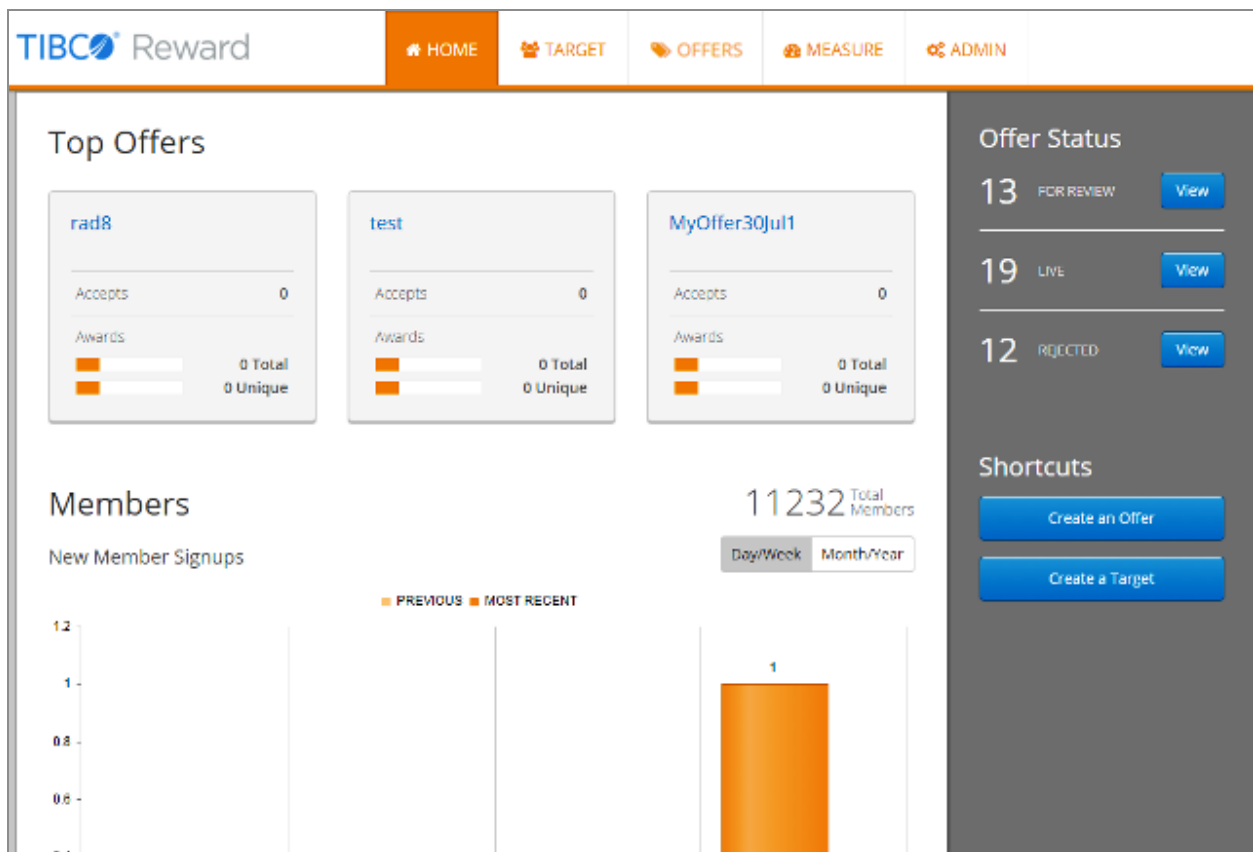 TIBCO® Reward
HOME
TARGET
OFFERS
MEASURE
ADMIN
Top Offers
rad8
Accepts 0
Awards
0 Total
0 Unique
test
Accepts 0
Awards
0 Total
0 Unique
MyOffer30Jul1
Accepts 0
Awards
0 Total
0 Unique
Members
11232 Total Members
New Member Signups
Day/Week Month/Year
PREVIOUS MOST RECENT
1.2
1
1
0.8
0.6
Offer Status
13 FOR REVIEW View
19 LIVE View
12 REJECTED View
Shortcuts
Create an Offer
Create a Target